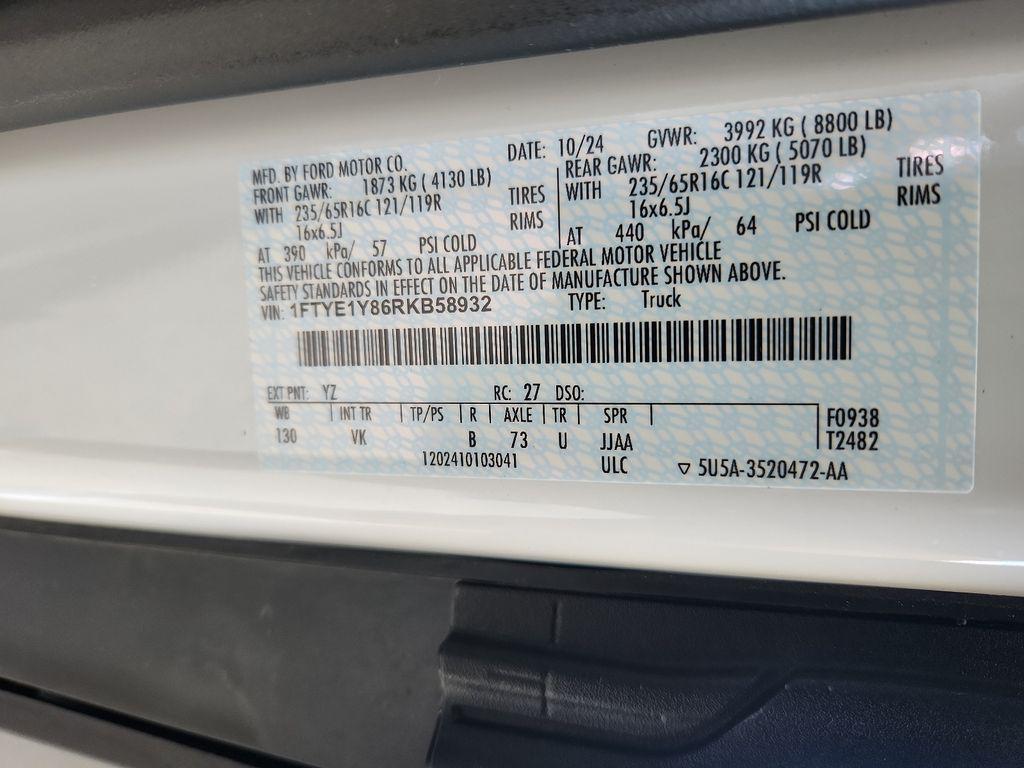 MFD. BY FORD MOTOR CO. DATE: 10/24 GVWR: 3992 KG ( 8800 LB)
FRONT GAWR: 1873 KG ( 4130 LB) REAR GAWR: 2300 KG ( 5070 LB)
WITH 235/65R16C 121/119R TIRES WITH 235/65R16C 121/119R TIRES
16x6.5J RIMS 16x6.5J RIMS
AT 390 kPa/ 57 PSI COLD AT 440 kPa/ 64 PSI COLD
THIS VEHICLE CONFORMS TO ALL APPLICABLE FEDERAL MOTOR VEHICLE
SAFETY STANDARDS IN EFFECT ON THE DATE OF MANUFACTURE SHOWN ABOVE.
VIN: 1FTYE1Y86RKB58932 TYPE: Truck
EXT PNT: YZ RC: 27 DSO:
WB INT TR TP/PS R AXLE TR SPR F0938
130 VK B 73 U JJAA T2482
1202410103041 ULC ▽ 5U5A-3520472-AA